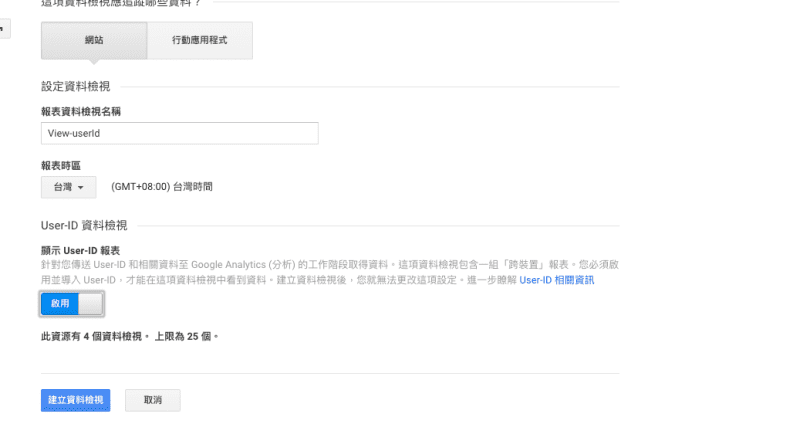 這項資料檢視應追蹤哪些資料？
網站
行動應用程式
設定資料檢視
報表資料檢視名稱
View-userId
報表時區
台灣
(GMT+08:00) 台灣時間
User-ID 資料檢視
顯示 User-ID 報表
針對您傳送 User-ID 和相關資料至 Google Analytics (分析) 的工作階段取得資料。這項資料檢視包含一組「跨裝置」報表。您必須啟
用並導入 User-ID，才能在這項資料檢視中看到資料。建立資料檢視後，您就無法更改這項設定。進一步瞭解 User-ID 相關資訊
啟用
此資源有 4 個資料檢視。 上限為 25 個。
建立資料檢視
取消